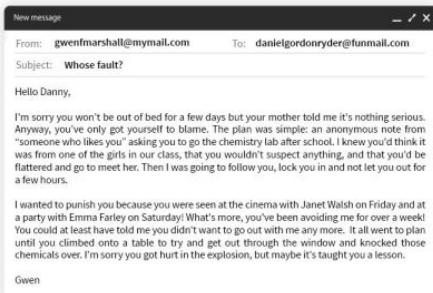 New message
From: gwenfmarshall@mymail.com To: danielgordonryder@funmail.com
Subject: Whose fault?
Hello Danny,
I'm sorry you won't be out of bed for a few days but your mother told me it's nothing serious.
Anyway, you've only got yourself to blame. The plan was simple: an anonymous note from
"someone who likes you" asking you to go the chemistry lab after school. I knew you'd think it
was from one of the girls in our class, that you wouldn't suspect anything, and that you'd be
flattered and go to meet her. Then I was going to follow you, lock you in and not let you out for
a few hours.
I wanted to punish you because you were seen at the cinema with Janet Walsh on Friday and at
a party with Emma Farley on Saturday! What's more, you've been avoiding me for over a week!
You could at least have told me you didn't want to go out with me any more. It all went to plan
until you climbed onto a table to try and get out through the window and knocked those
chemicals over. I'm sorry you got hurt in the explosion, but maybe it's taught you a lesson.
Gwen